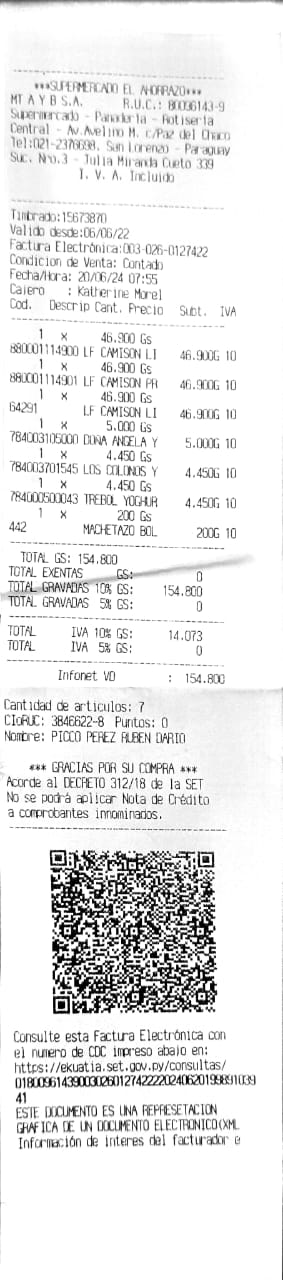 ***SUPERMERCADO EL AHORRAZO***
MT A Y B S.A. R.U.C.: 80096143-9
Supermercado - Panaderia - Rotiseria
Central - Av.Avelino M. c/Paz del Chaco
Tel:021-2376698. San Lorenzo - Paraguay
Suc. Nro.3 - Julia Miranda Cueto 339
I. V. A. Incluido
Timbrado:15673870
Valido desde:06/06/22
Factura Electrónica:003-026-0127422
Condicion de Venta: Contado
Fecha/Hora: 20/06/24 07:55
Cajero : Katherine Morel
Cod. Descrip Cant. Precio Subt. IVA
1 x 46.900 Gs
880001114900 LF CAMISON LI 46.900G 10
1 x 46.900 Gs
880001114901 LF CAMISON PR 46.900G 10
1 x 46.900 Gs
64291 LF CAMISON LI 46.900G 10
1 x 5.000 Gs
784003105000 DOÑA ANGELA Y 5.000G 10
1 x 4.450 Gs
784003701545 LOS COLONOS Y 4.450G 10
1 x 4.450 Gs
784000500043 TREBOL YOGHUR 4.450G 10
1 x 200 Gs
442 MACHETAZO BOL 200G 10
TOTAL GS: 154.800
TOTAL EXENTAS GS: 0
TOTAL GRAVADAS 10% GS: 154.800
TOTAL GRAVADAS 5% GS: 0
TOTAL IVA 10% GS: 14.073
TOTAL IVA 5% GS: 0
Infonet VD : 154.800
Cantidad de articulos: 7
CIoRUC: 3846622-8 Puntos: 0
Nombre: PICCO PEREZ RUBEN DARIO
*** GRACIAS POR SU COMPRA ***
Acorde al DECRETO 312/18 de la SET
No se podrá aplicar Nota de Crédito
a comprobantes innominados.
Consulte esta Factura Electrónica con
el numero de CDC impreso abajo en:
https://ekuatia.set.gov.py/consultas/
018009614390030260127422220240620199891039
41
ESTE DOCUMENTO ES UNA REPRESETACION
GRAFICA DE UN DOCUMENTO ELECTRONICO(XML
Información de interes del facturador e